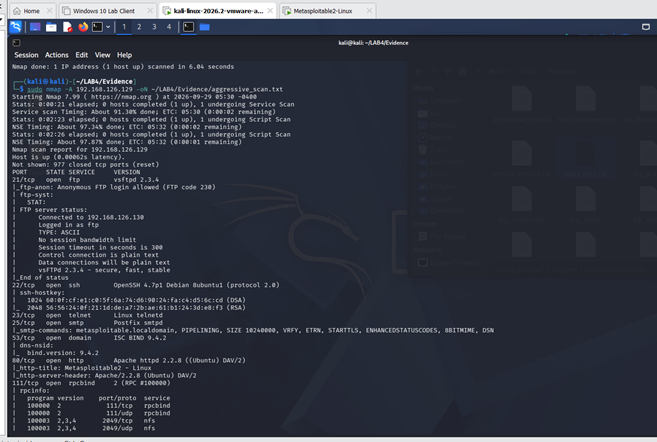 Home
Windows 10 Lab Client
kali-linux-2026.2-vmware-a...
Metasploitable2-Linux
1 2 3 4
kali@kali: ~/LAB4/Evidence
Session Actions Edit View Help
Nmap done: 1 IP address (1 host up) scanned in 6.04 seconds
┌──(kali㉿kali)-[~/LAB4/Evidence]
└─$ sudo nmap -A 192.168.126.129 -oN ~/LAB4/Evidence/aggressive_scan.txt
Starting Nmap 7.99 ( https://nmap.org ) at 2026-09-29 05:30 -0400
Stats: 0:00:21 elapsed; 0 hosts completed (1 up), 1 undergoing Service Scan
Service scan Timing: About 91.30% done; ETC: 05:30 (0:00:02 remaining)
Stats: 0:02:23 elapsed; 0 hosts completed (1 up), 1 undergoing Script Scan
NSE Timing: About 97.34% done; ETC: 05:32 (0:00:00 remaining)
Stats: 0:02:26 elapsed; 0 hosts completed (1 up), 1 undergoing Script Scan
NSE Timing: About 97.87% done; ETC: 05:32 (0:00:01 remaining)
Nmap scan report for 192.168.126.129
Host is up (0.00062s latency).
Not shown: 977 closed tcp ports (reset)
PORT STATE SERVICE VERSION
21/tcp open ftp vsftpd 2.3.4
|_ftp-anon: Anonymous FTP login allowed (FTP code 230)
| ftp-syst:
| STAT:
| FTP server status:
| Connected to 192.168.126.130
| Logged in as ftp
| TYPE: ASCII
| No session bandwidth limit
| Session timeout in seconds is 300
| Control connection is plain text
| Data connections will be plain text
| vsFTPd 2.3.4 - secure, fast, stable
|_End of status
22/tcp open ssh OpenSSH 4.7p1 Debian 8ubuntu1 (protocol 2.0)
| ssh-hostkey:
| 1024 60:0f:cf:e1:c0:5f:6a:74:d6:90:24:fa:c4:d5:6c:cd (DSA)
|_ 2048 56:56:24:0f:21:1d:de:a7:2b:ae:61:b1:24:3d:e8:f3 (RSA)
23/tcp open telnet Linux telnetd
25/tcp open smtp Postfix smtpd
|_smtp-commands: metasploitable.localdomain, PIPELINING, SIZE 10240000, VRFY, ETRN, STARTTLS, ENHANCEDSTATUSCODES, 8BITMIME, DSN
53/tcp open domain ISC BIND 9.4.2
| dns-nsid:
|_ bind.version: 9.4.2
80/tcp open http Apache httpd 2.2.8 ((Ubuntu) DAV/2)
|_http-title: Metasploitable2 - Linux
|_http-server-header: Apache/2.2.8 (Ubuntu) DAV/2
111/tcp open rpcbind 2 (RPC #100000)
| rpcinfo:
| program version port/proto service
| 100000 2 111/tcp rpcbind
| 100000 2 111/udp rpcbind
| 100003 2,3,4 2049/tcp nfs
| 100003 2,3,4 2049/udp nfs